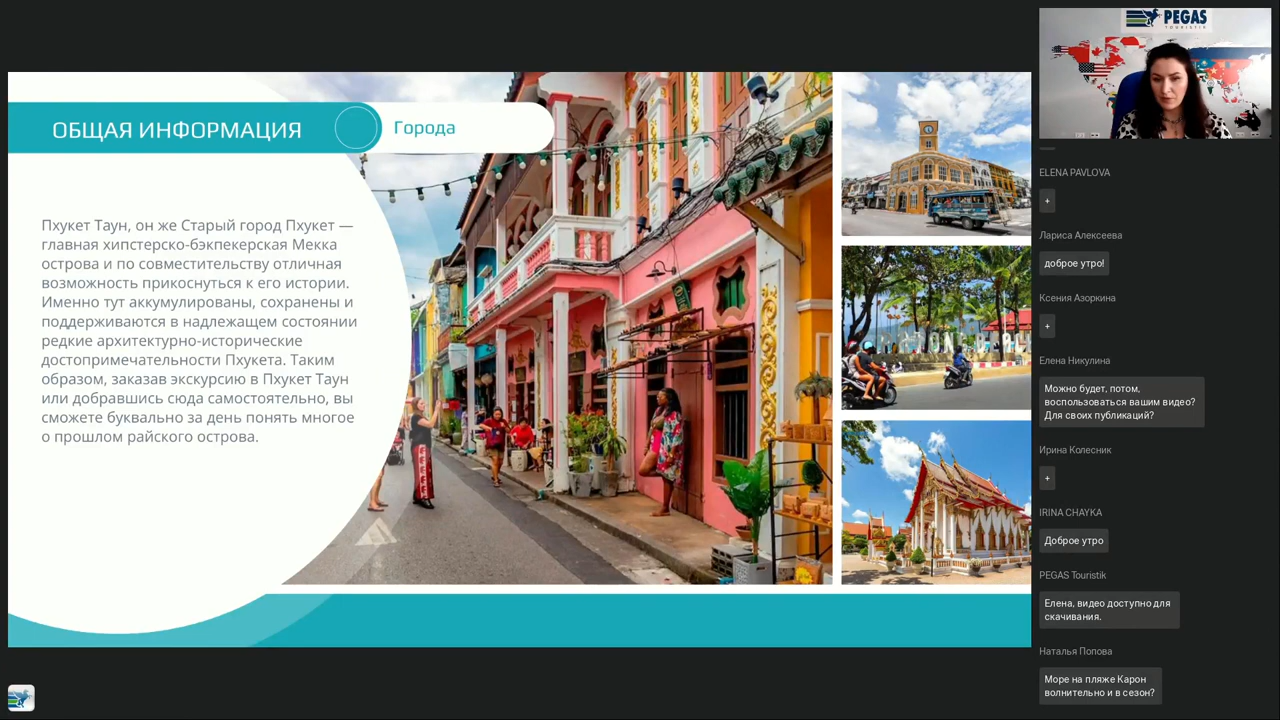 ОБЩАЯ ИНФОРМАЦИЯ
Города
Пхукет Таун, он же Старый город Пхукет —
главная хипстерско-бэкпекерская Мекка
острова и по совместительству отличная
возможность прикоснуться к его истории.
Именно тут аккумулированы, сохранены и
поддерживаются в надлежащем состоянии
редкие архитектурно-исторические
достопримечательности Пхукета. Таким
образом, заказав экскурсию в Пхукет Таун
или добравшись сюда самостоятельно, вы
сможете буквально за день понять многое
о прошлом райского острова.
PEGAS
TOURISTIK
ELENA PAVLOVA
+
Лариса Алексеева
доброе утро!
Ксения Азоркина
+
Елена Никулина
Можно будет, потом,
воспользоваться вашим видео?
Для своих публикаций?
Ирина Колесник
+
IRINA CHAYKA
Доброе утро
PEGAS Touristik
Елена, видео доступно для
скачивания.
Наталья Попова
Море на пляже Карон
волнительно и в сезон?